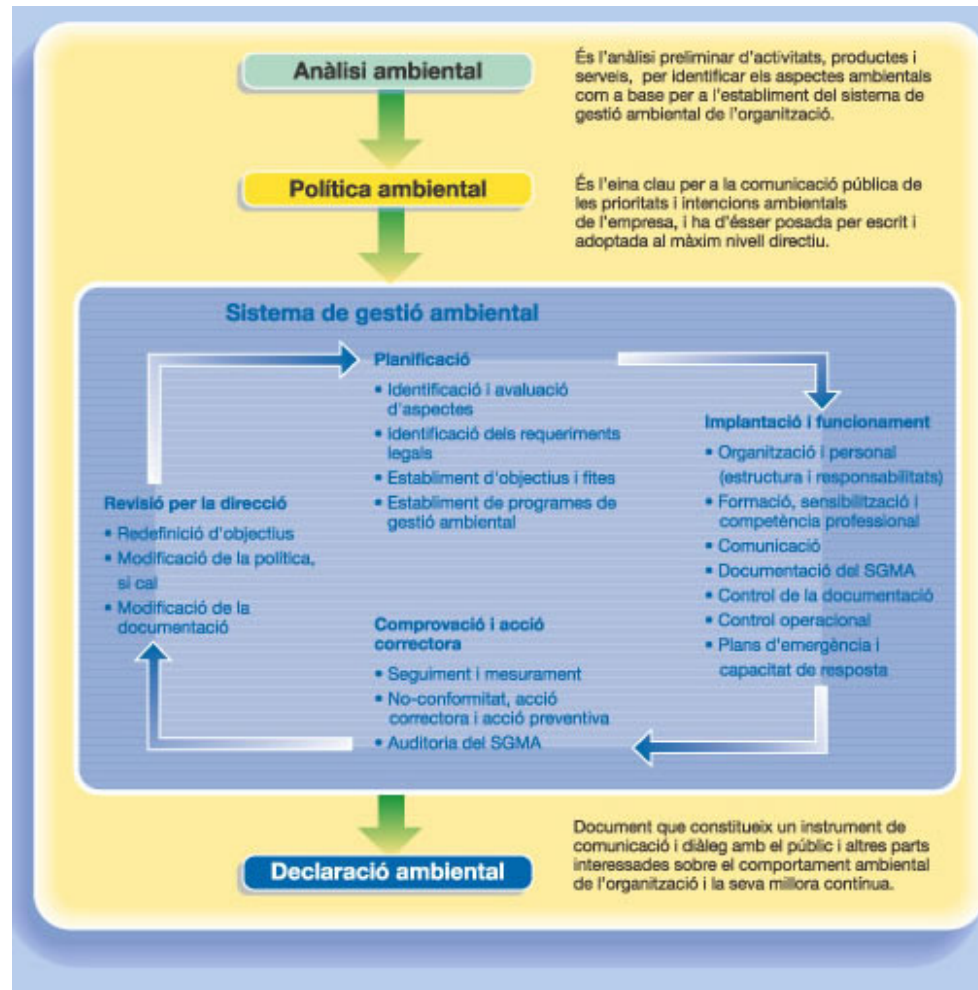 Anàlisi ambiental
És l'anàlisi preliminar d'activitats, productes i
serveis, per identificar els aspectes ambientals
com a base per a l'establiment del sistema de
gestió ambiental de l'organització.
Política ambiental
És l'eina clau per a la comunicació pública de
les prioritats i intencions ambientals
de l'empresa, i ha d'ésser posada per escrit i
adoptada al màxim nivell directiu.
Sistema de gestió ambiental
Planificació
• Identificació i avaluació
d'aspectes
• Identificació dels requeriments
legals
• Establiment d'objectius i fites
• Establiment de programes de
gestió ambiental
Implantació i funcionament
• Organització i personal
(estructura i responsabilitats)
• Formació, sensibilització i
competència professional
• Comunicació
• Documentació del SGMA
• Control de la documentació
• Control operacional
• Plans d'emergència i
capacitat de resposta
Comprovació i acció
correctora
• Seguiment i mesurament
• No-conformitat, acció
correctora i acció preventiva
• Auditoria del SGMA
Revisió per la direcció
• Redefinició d'objectius
• Modificació de la política,
si cal
• Modificació de la
documentació
Declaració ambiental
Document que constitueix un instrument de
comunicació i diàleg amb el públic i altres parts
interessades sobre el comportament ambiental
de l'organització i la seva millora contínua.